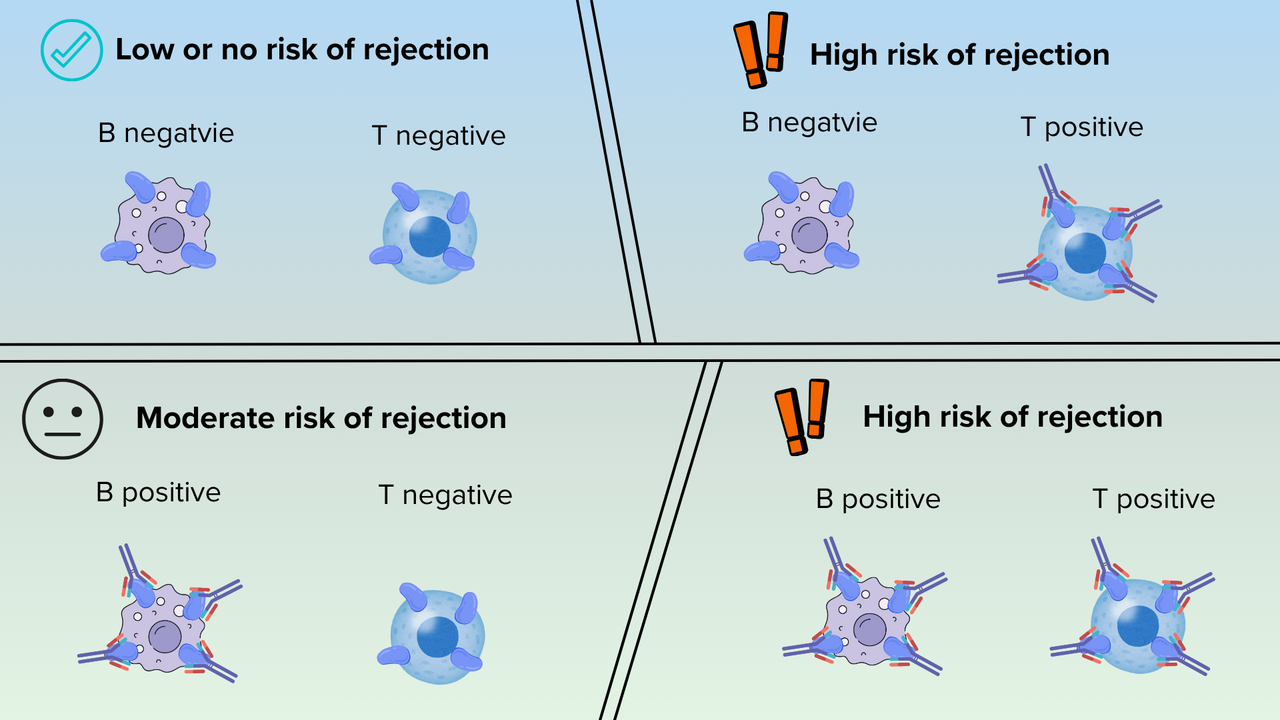 Low or no risk of rejection
B negatvie
T negative
High risk of rejection
B negatvie
T positive
Moderate risk of rejection
B positive
T negative
High risk of rejection
B positive
T positive